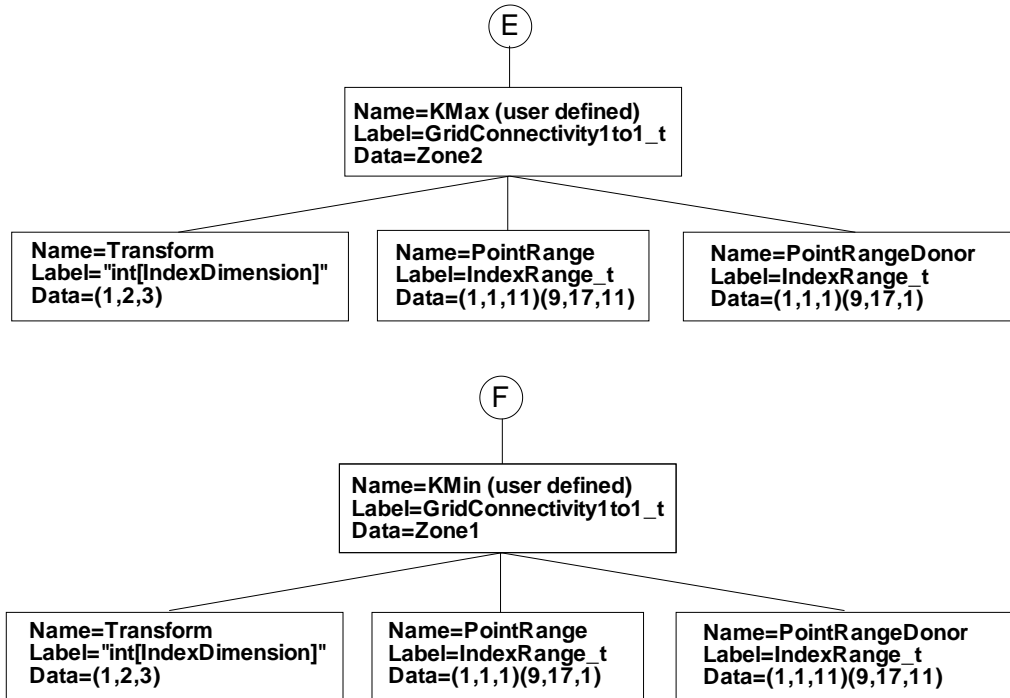 E
Name=KMax (user defined)
Label=GridConnectivity1to1_t
Data=Zone2
Name=Transform
Label="int[IndexDimension]"
Data=(1,2,3)
Name=PointRange
Label=IndexRange_t
Data=(1,1,11)(9,17,11)
Name=PointRangeDonor
Label=IndexRange_t
Data=(1,1,1)(9,17,1)
F
Name=KMin (user defined)
Label=GridConnectivity1to1_t
Data=Zone1
Name=Transform
Label="int[IndexDimension]"
Data=(1,2,3)
Name=PointRange
Label=IndexRange_t
Data=(1,1,1)(9,17,1)
Name=PointRangeDonor
Label=IndexRange_t
Data=(1,1,11)(9,17,11)